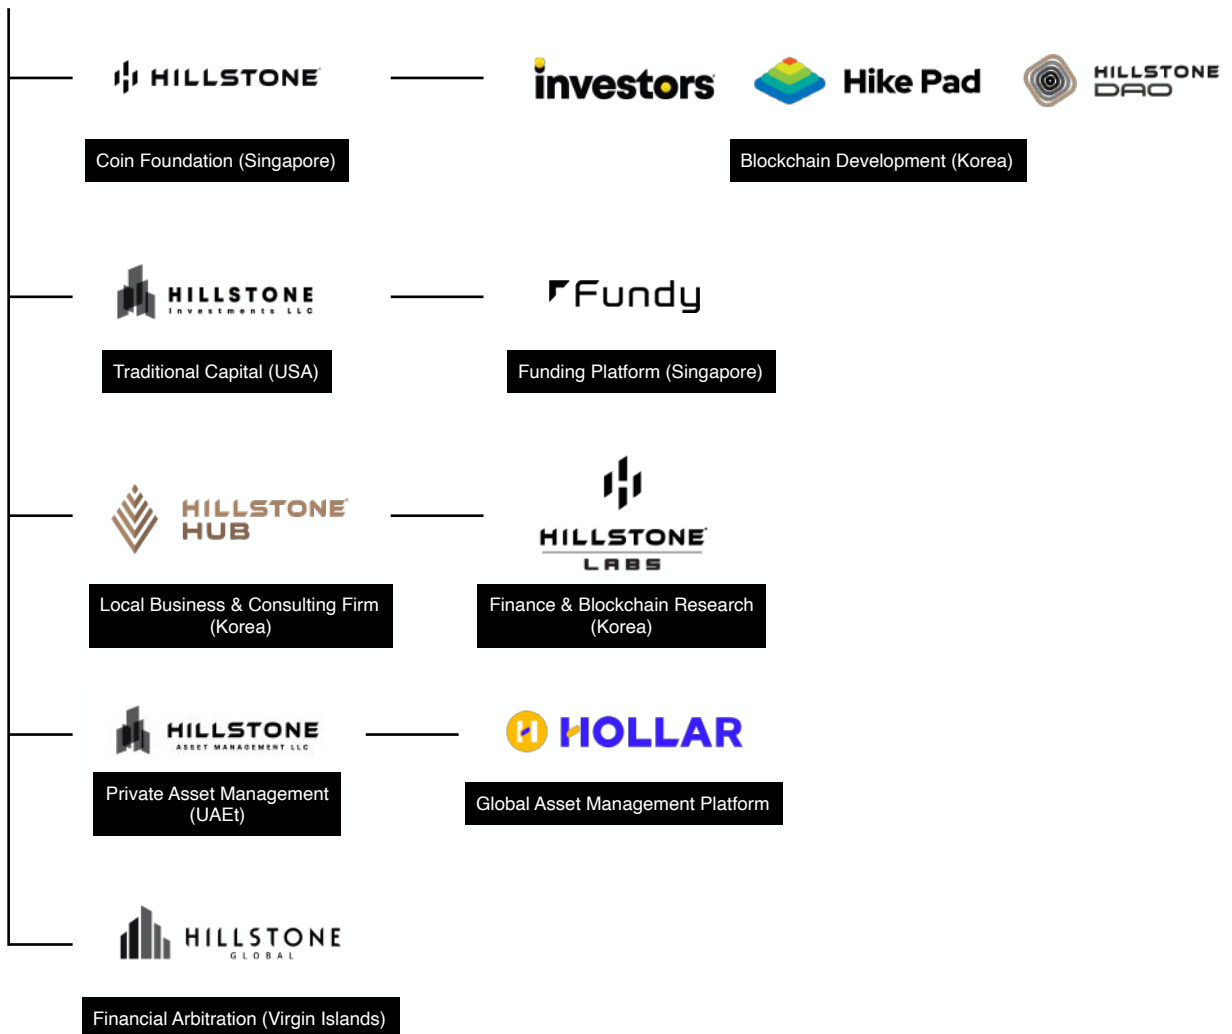 HILLSTONE
investors
Hike Pad
HILLSTONE
DAO
Coin Foundation (Singapore)
Blockchain Development (Korea)
HILLSTONE
Investments LLC
Fundy
Traditional Capital (USA)
Funding Platform (Singapore)
HILLSTONE
HUB
HILLSTONE
LABS
Local Business & Consulting Firm
(Korea)
Finance & Blockchain Research
(Korea)
HILLSTONE
ASSET MANAGEMENT LLC
HOLLAR
Private Asset Management
(UAEt)
Global Asset Management Platform
HILLSTONE
GLOBAL
Financial Arbitration (Virgin Islands)